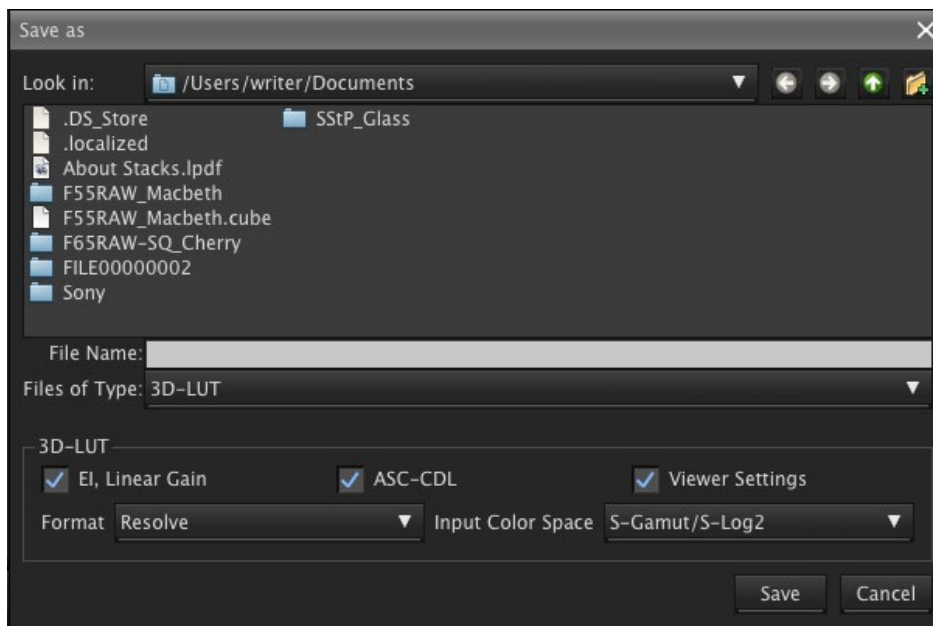 Save as
Look in: /Users/writer/Documents
.DS_Store SStP_Glass
.localized
About Stacks.lpdf
F55RAW_Macbeth
F55RAW_Macbeth.cube
F65RAW-SQ_Cherry
FILE00000002
Sony
File Name:
Files of Type: 3D-LUT
3D-LUT
EI, Linear Gain ASC-CDL Viewer Settings
Format Resolve Input Color Space S-Gamut/S-Log2
Save Cancel